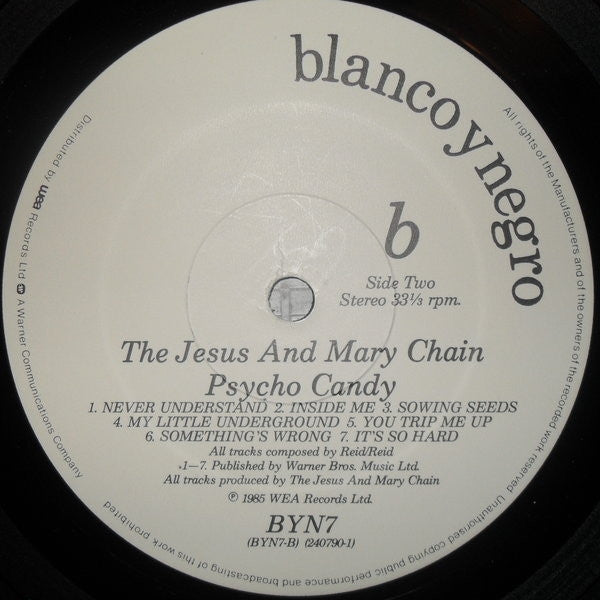 blanco y negro
b
Side Two
Stereo 33⅓ rpm.
The Jesus And Mary Chain
Psycho Candy
1. NEVER UNDERSTAND 2. INSIDE ME 3. SOWING SEEDS
4. MY LITTLE UNDERGROUND 5. YOU TRIP ME UP
6. SOMETHING'S WRONG 7. IT'S SO HARD
All tracks composed by Reid/Reid
1—7. Published by Warner Bros. Music Ltd.
All tracks produced by The Jesus And Mary Chain
℗ 1985 WEA Records Ltd.
BYN7
(BYN7-B) (240790-1)
All rights of the Manufacturers and of the owners of the recorded work reserved. Unauthorised copying public performance and broadcasting of this work prohibited
Distributed by wea Records Ltd. A Warner Communications Company